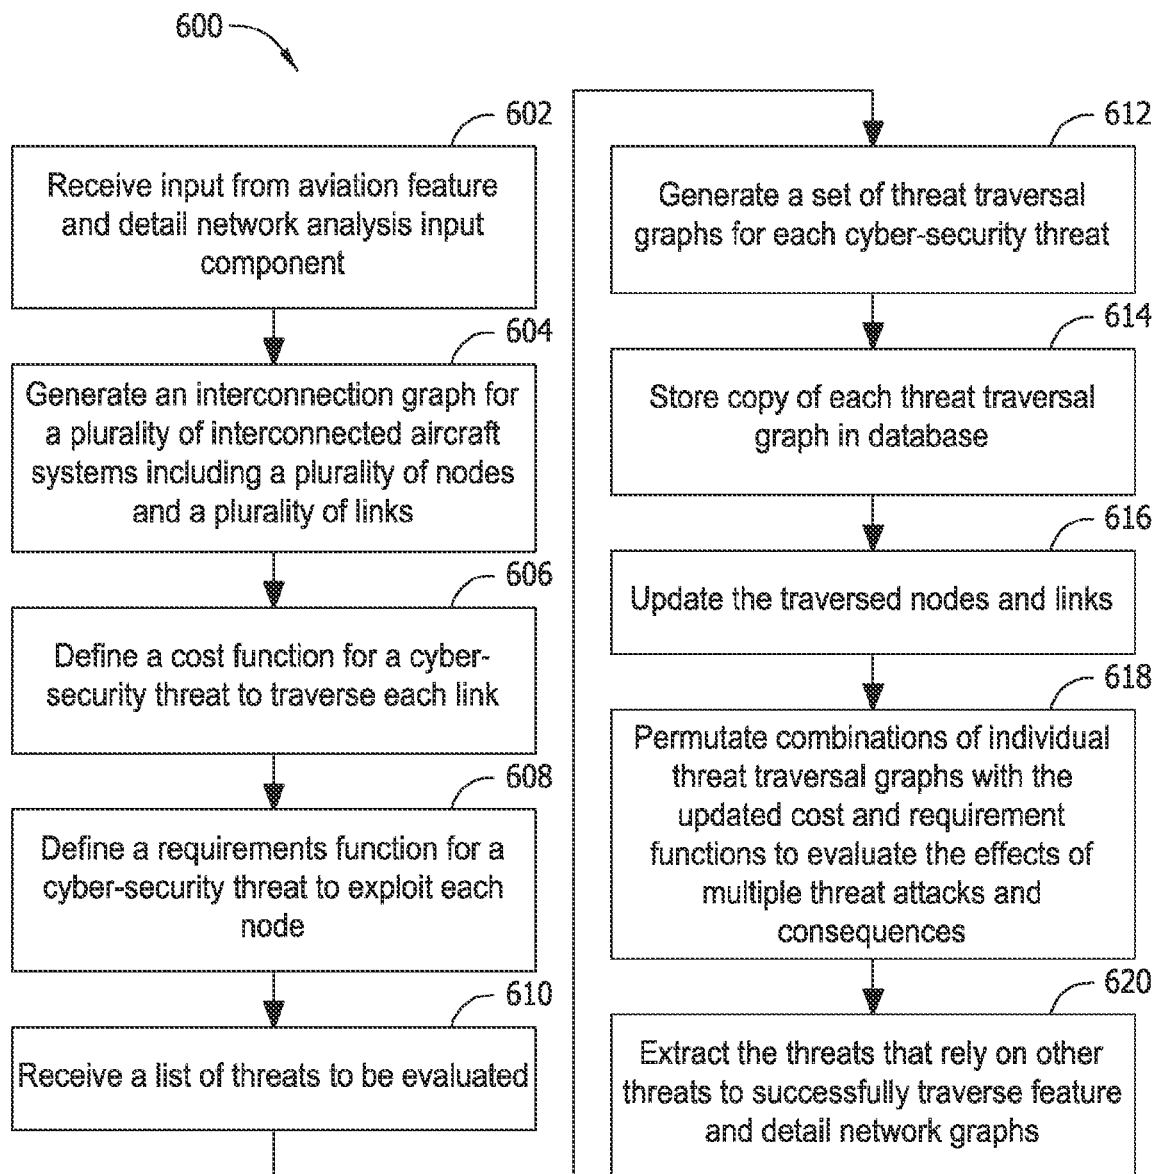 600
602
Receive input from aviation feature
and detail network analysis input
component
604
Generate an interconnection graph for
a plurality of interconnected aircraft
systems including a plurality of nodes
and a plurality of links
606
Define a cost function for a cyber-
security threat to traverse each link
608
Define a requirements function for a
cyber-security threat to exploit each
node
610
Receive a list of threats to be evaluated
612
Generate a set of threat traversal
graphs for each cyber-security threat
614
Store copy of each threat traversal
graph in database
616
Update the traversed nodes and links
618
Permutate combinations of individual
threat traversal graphs with the
updated cost and requirement
functions to evaluate the effects of
multiple threat attacks and
consequences
620
Extract the threats that rely on other
threats to successfully traverse feature
and detail network graphs